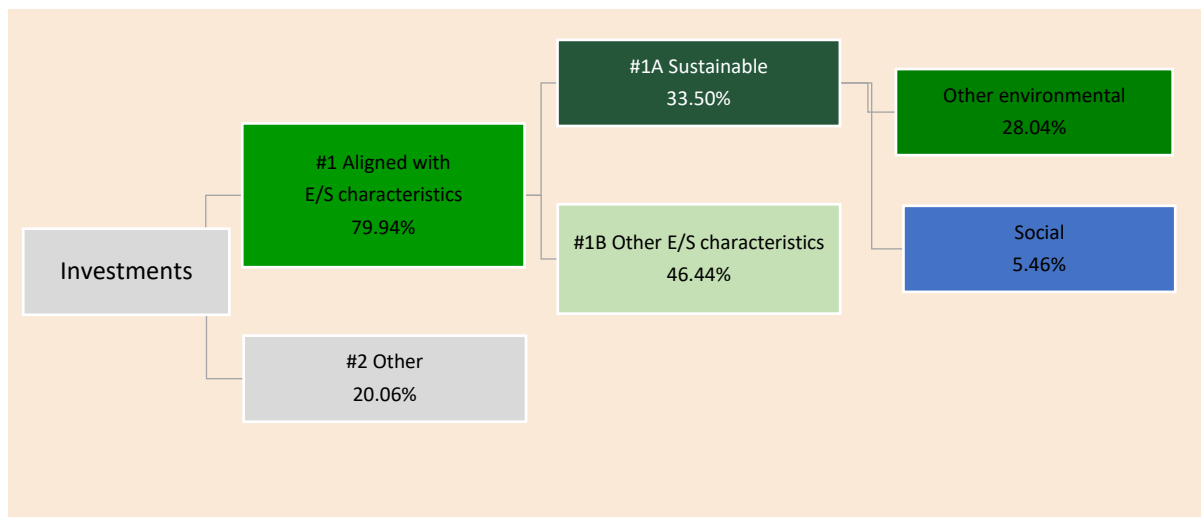 Investments
#1 Aligned with
E/S characteristics
79.94%
#2 Other
20.06%
#1A Sustainable
33.50%
#1B Other E/S characteristics
46.44%
Other environmental
28.04%
Social
5.46%